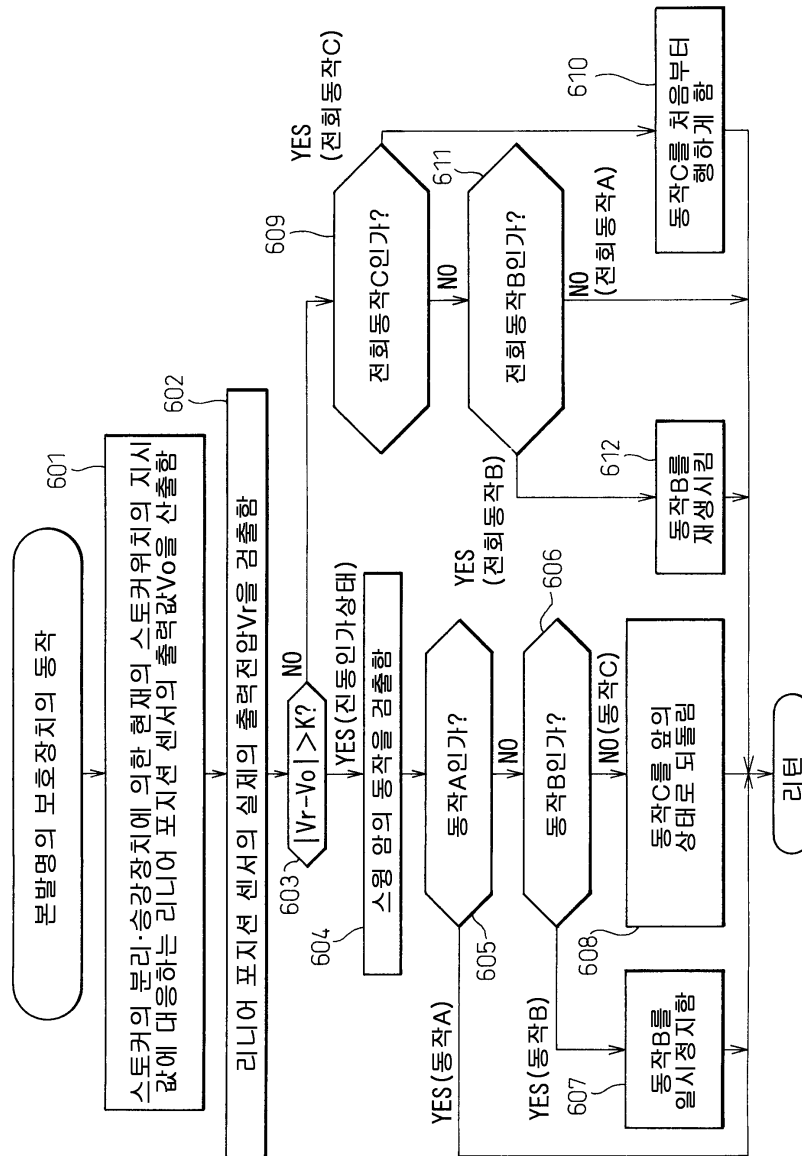 본발명의 보호장치의 동작
601
스토커의 분리·승강장치에 의한 현재의 스토커위치의 지시
값에 대응하는 리니어 포지션 센서의 출력값Vo을 산출함
602
리니어 포지션 센서의 실제의 출력전압Vr을 검출함
603
|Vr-Vo|>K?
NO
YES(진동인가상태)
604
스윙 암의 동작을 검출함
605
동작A인가?
YES(동작A)
NO
606
동작B인가?
YES(동작B)
NO(동작C)
607
동작B를
일시정지함
608
동작C를 앞의
상태로 되돌림
609
전회동작C인가?
YES
(전회동작C)
NO
611
전회동작B인가?
YES
(전회동작B)
NO
(전회동작A)
612
동작B를
재생시킴
610
동작C를 처음부터
행하게 함
리턴